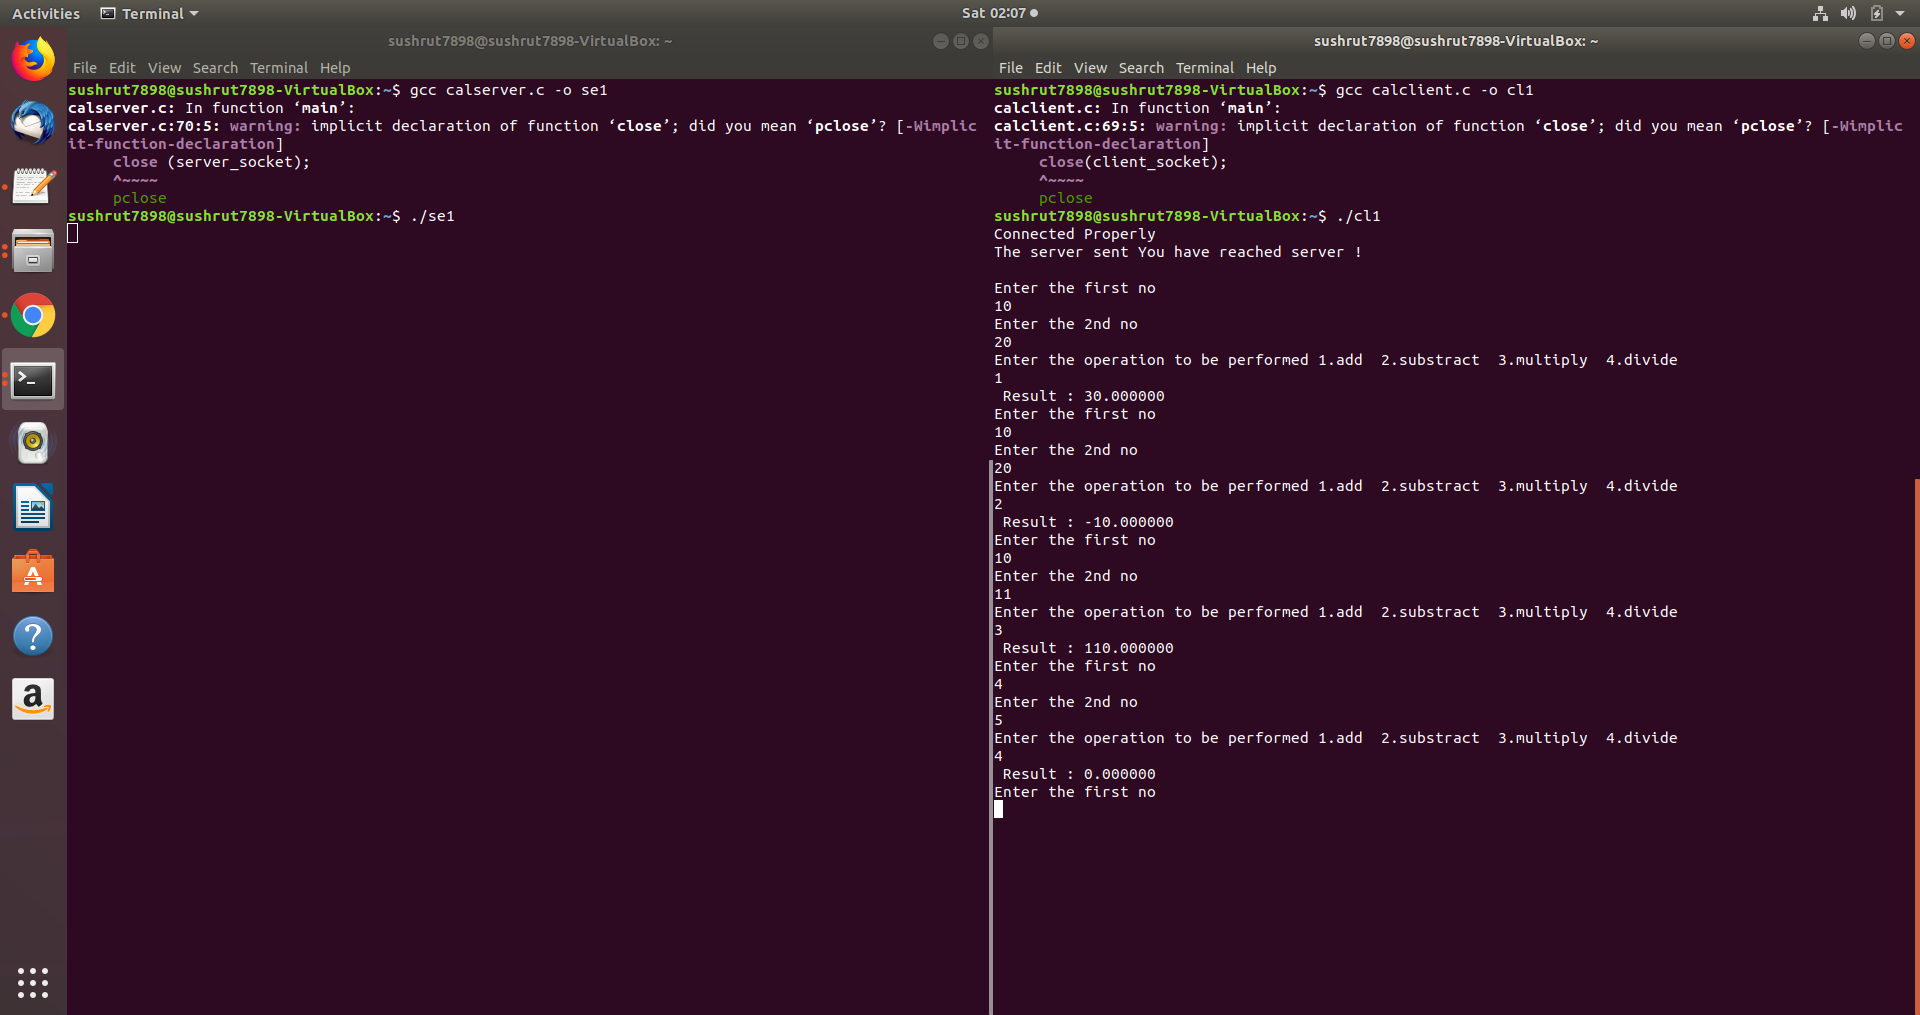 Activities
Terminal
Sat 02:07
sushrut7898@sushrut7898-VirtualBox: ~
File Edit View Search Terminal Help
sushrut7898@sushrut7898-VirtualBox:~$ gcc calserver.c -o se1
calserver.c: In function ‘main’:
calserver.c:70:5: warning: implicit declaration of function ‘close’; did you mean ‘pclose’? [-Wimplic
it-function-declaration]
     close (server_socket);
     ^~~~~
     pclose
sushrut7898@sushrut7898-VirtualBox:~$ ./se1
sushrut7898@sushrut7898-VirtualBox: ~
File Edit View Search Terminal Help
sushrut7898@sushrut7898-VirtualBox:~$ gcc calclient.c -o cl1
calclient.c: In function ‘main’:
calclient.c:69:5: warning: implicit declaration of function ‘close’; did you mean ‘pclose’? [-Wimplic
it-function-declaration]
     close(client_socket);
     ^~~~~
     pclose
sushrut7898@sushrut7898-VirtualBox:~$ ./cl1
Connected Properly
The server sent You have reached server !
Enter the first no
10
Enter the 2nd no
20
Enter the operation to be performed 1.add  2.substract  3.multiply  4.divide
1
 Result : 30.000000
Enter the first no
10
Enter the 2nd no
20
Enter the operation to be performed 1.add  2.substract  3.multiply  4.divide
2
 Result : -10.000000
Enter the first no
10
Enter the 2nd no
11
Enter the operation to be performed 1.add  2.substract  3.multiply  4.divide
3
 Result : 110.000000
Enter the first no
4
Enter the 2nd no
5
Enter the operation to be performed 1.add  2.substract  3.multiply  4.divide
4
 Result : 0.000000
Enter the first no